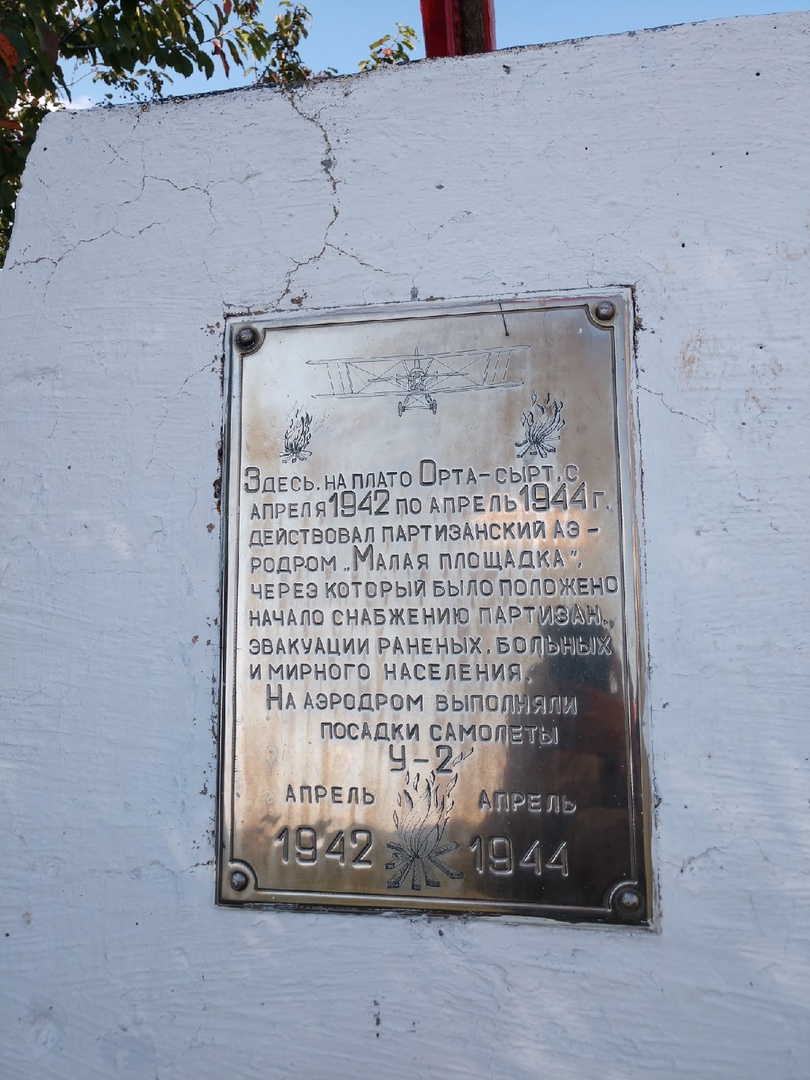 Здесь, на плато Орта-сырт, с
апреля 1942 по апрель 1944 г.
действовал партизанский аэ-
родром „Малая площадка",
через который было положено
начало снабжению партизан,
эвакуации раненых, больных
и мирного населения.
На аэродром выполняли
посадки самолеты
У-2
апрель апрель
1942 1944